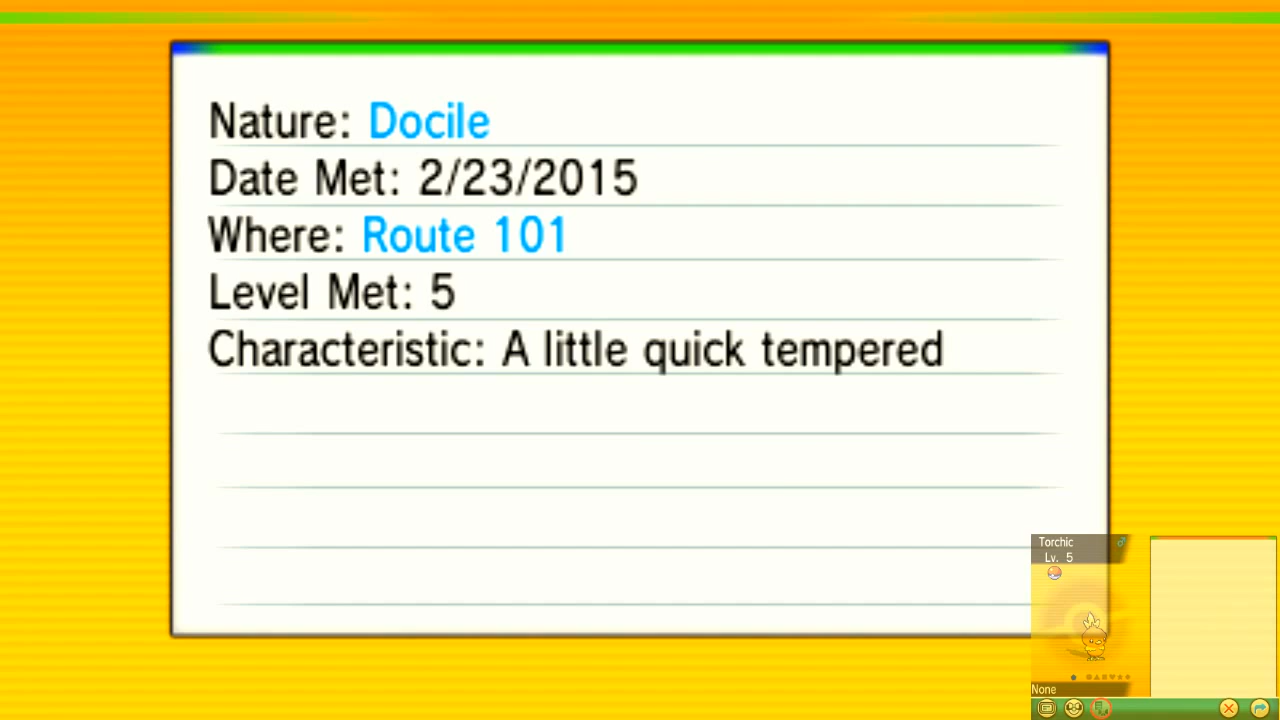 Nature: Docile
Date Met: 2/23/2015
Where: Route 101
Level Met: 5
Characteristic: A little quick tempered
Torchic ♂
Lv. 5
None